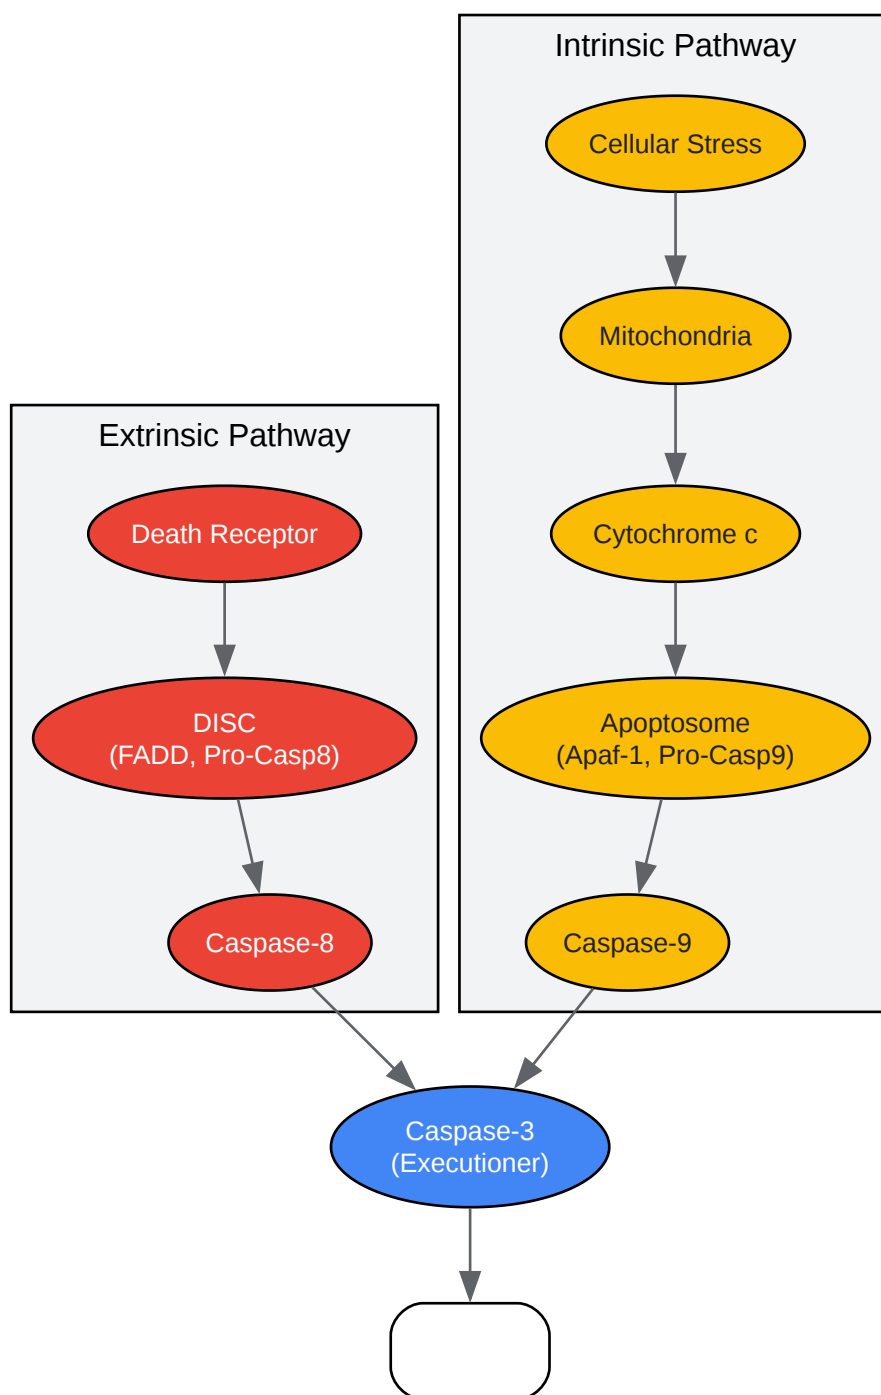 Intrinsic Pathway
Cellular Stress
Mitochondria
Extrinsic Pathway
Death Receptor
Cytochrome c
DISC
(FADD, Pro-Casp8)
Apoptosome
(Apaf-1, Pro-Casp9)
Caspase-8
Caspase-9
Caspase-3
(Executioner)